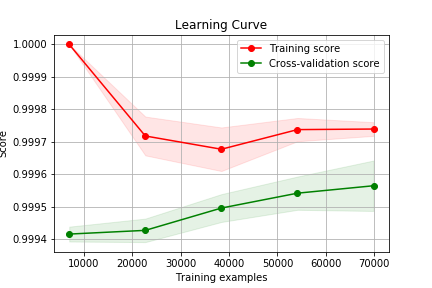 Learning Curve
1.0000
0.9999
0.9998
0.9997
0.9996
0.9995
0.9994
Score
Training score
Cross-validation score
10000 20000 30000 40000 50000 60000 70000
Training examples